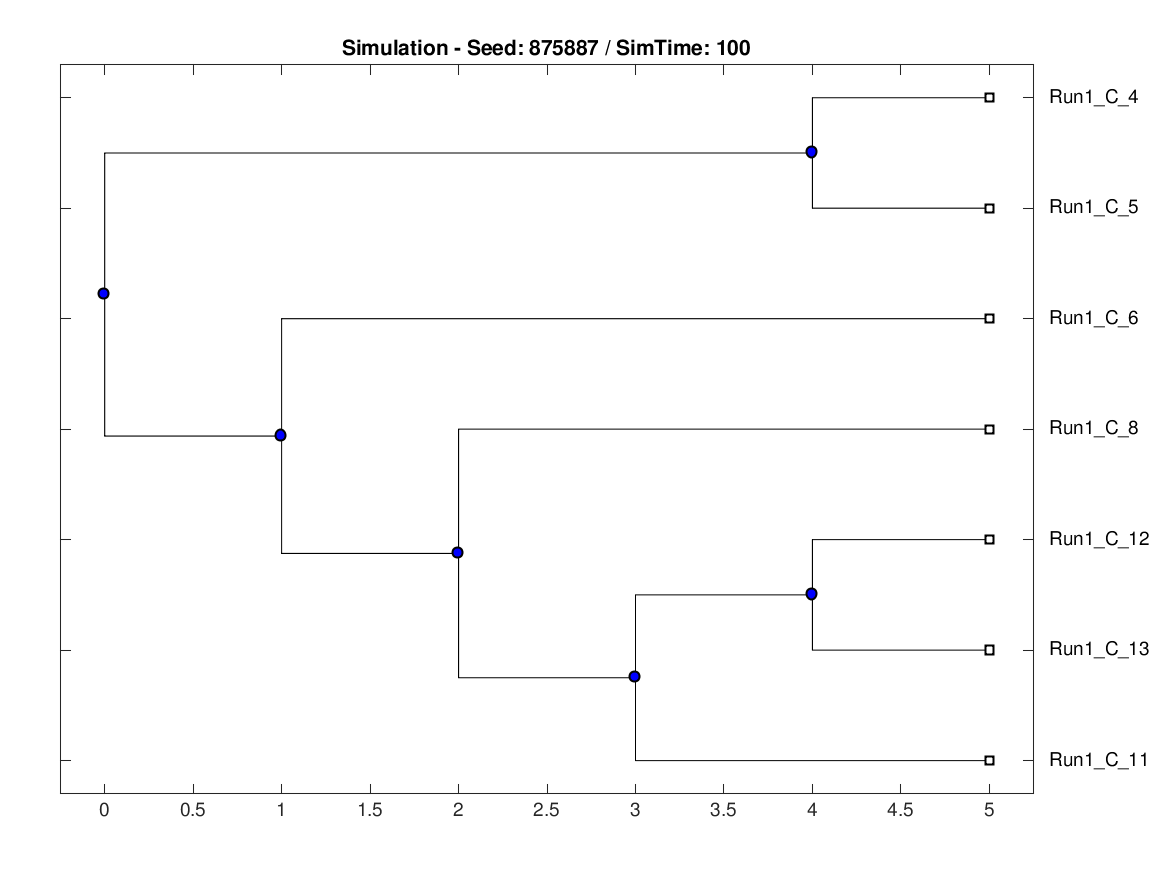 Simulation - Seed: 875887 / SimTime: 100
Run1_C_4
Run1_C_5
Run1_C_6
Run1_C_8
Run1_C_12
Run1_C_13
Run1_C_11
0 0.5 1 1.5 2 2.5 3 3.5 4 4.5 5